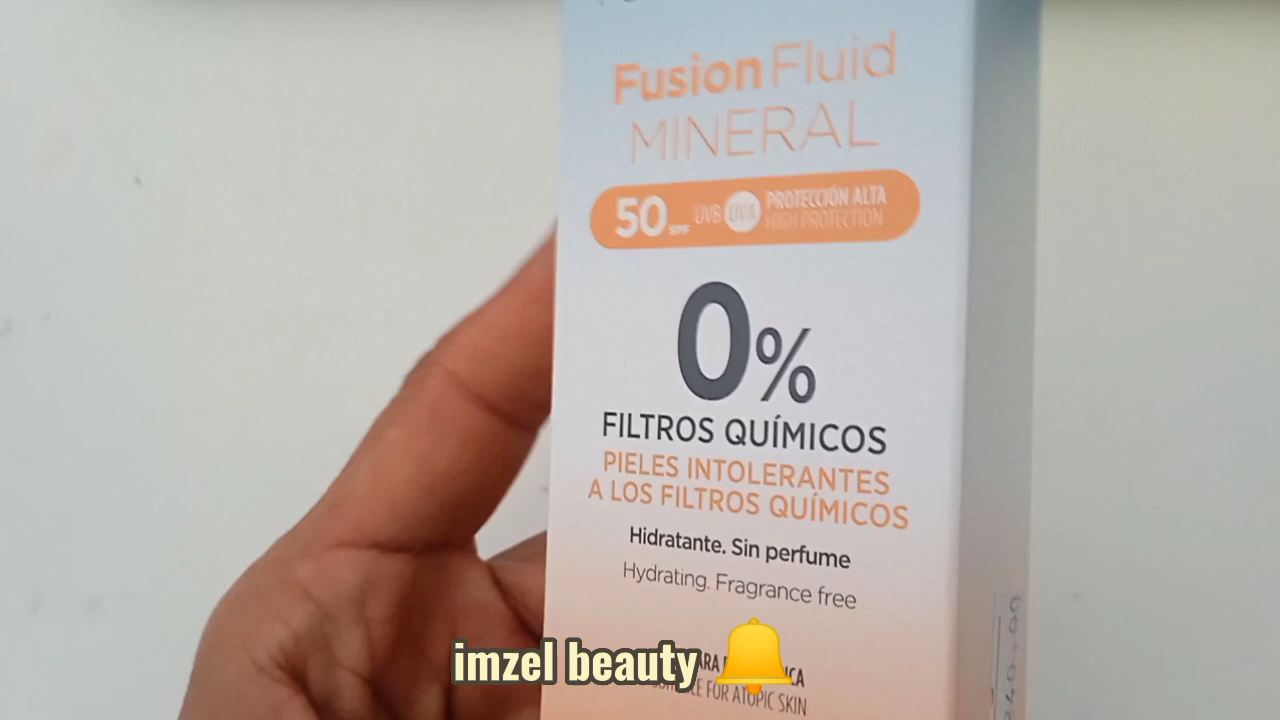 Fusion Fluid
MINERAL
50 SPF UVB UVA PROTECCIÓN ALTA
HIGH PROTECTION
0%
FILTROS QUÍMICOS
PIELES INTOLERANTES
A LOS FILTROS QUÍMICOS
Hidratante. Sin perfume
Hydrating. Fragrance free
imzel beauty
FOR ATOPIC SKIN